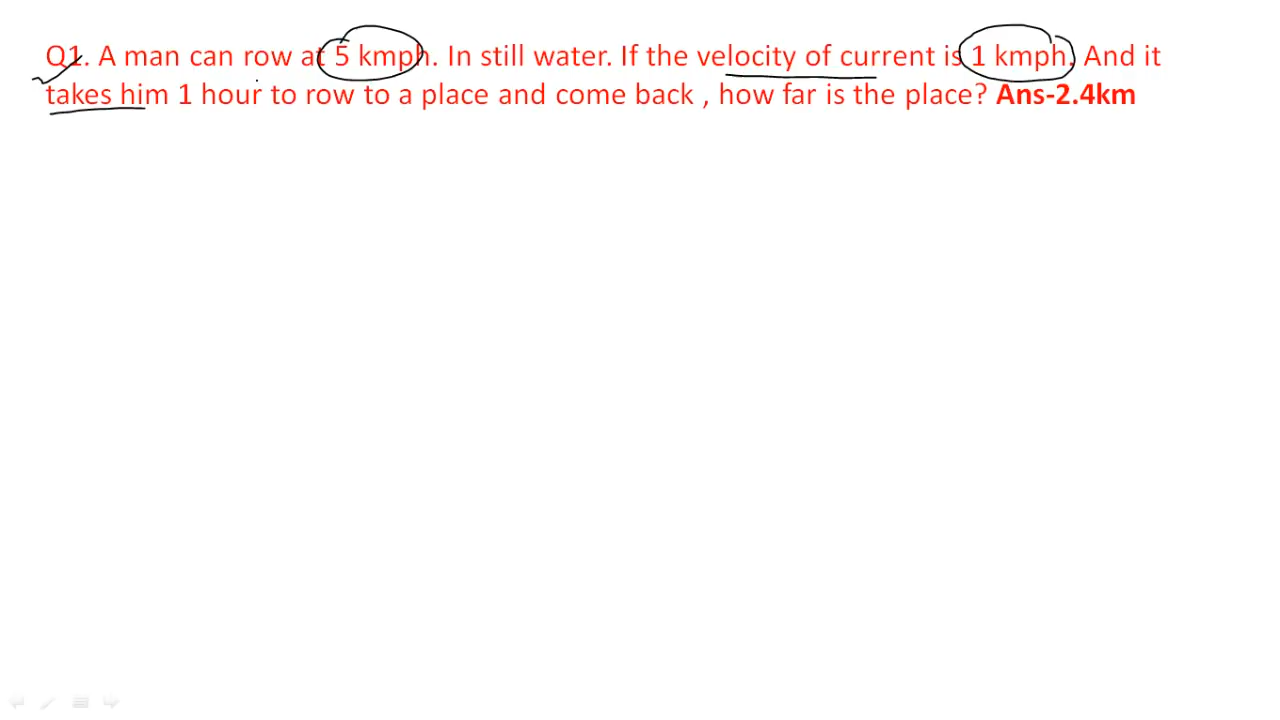 Q1. A man can row at 5 kmph. In still water. If the velocity of current is 1 kmph. And it
takes him 1 hour to row to a place and come back , how far is the place? Ans-2.4km